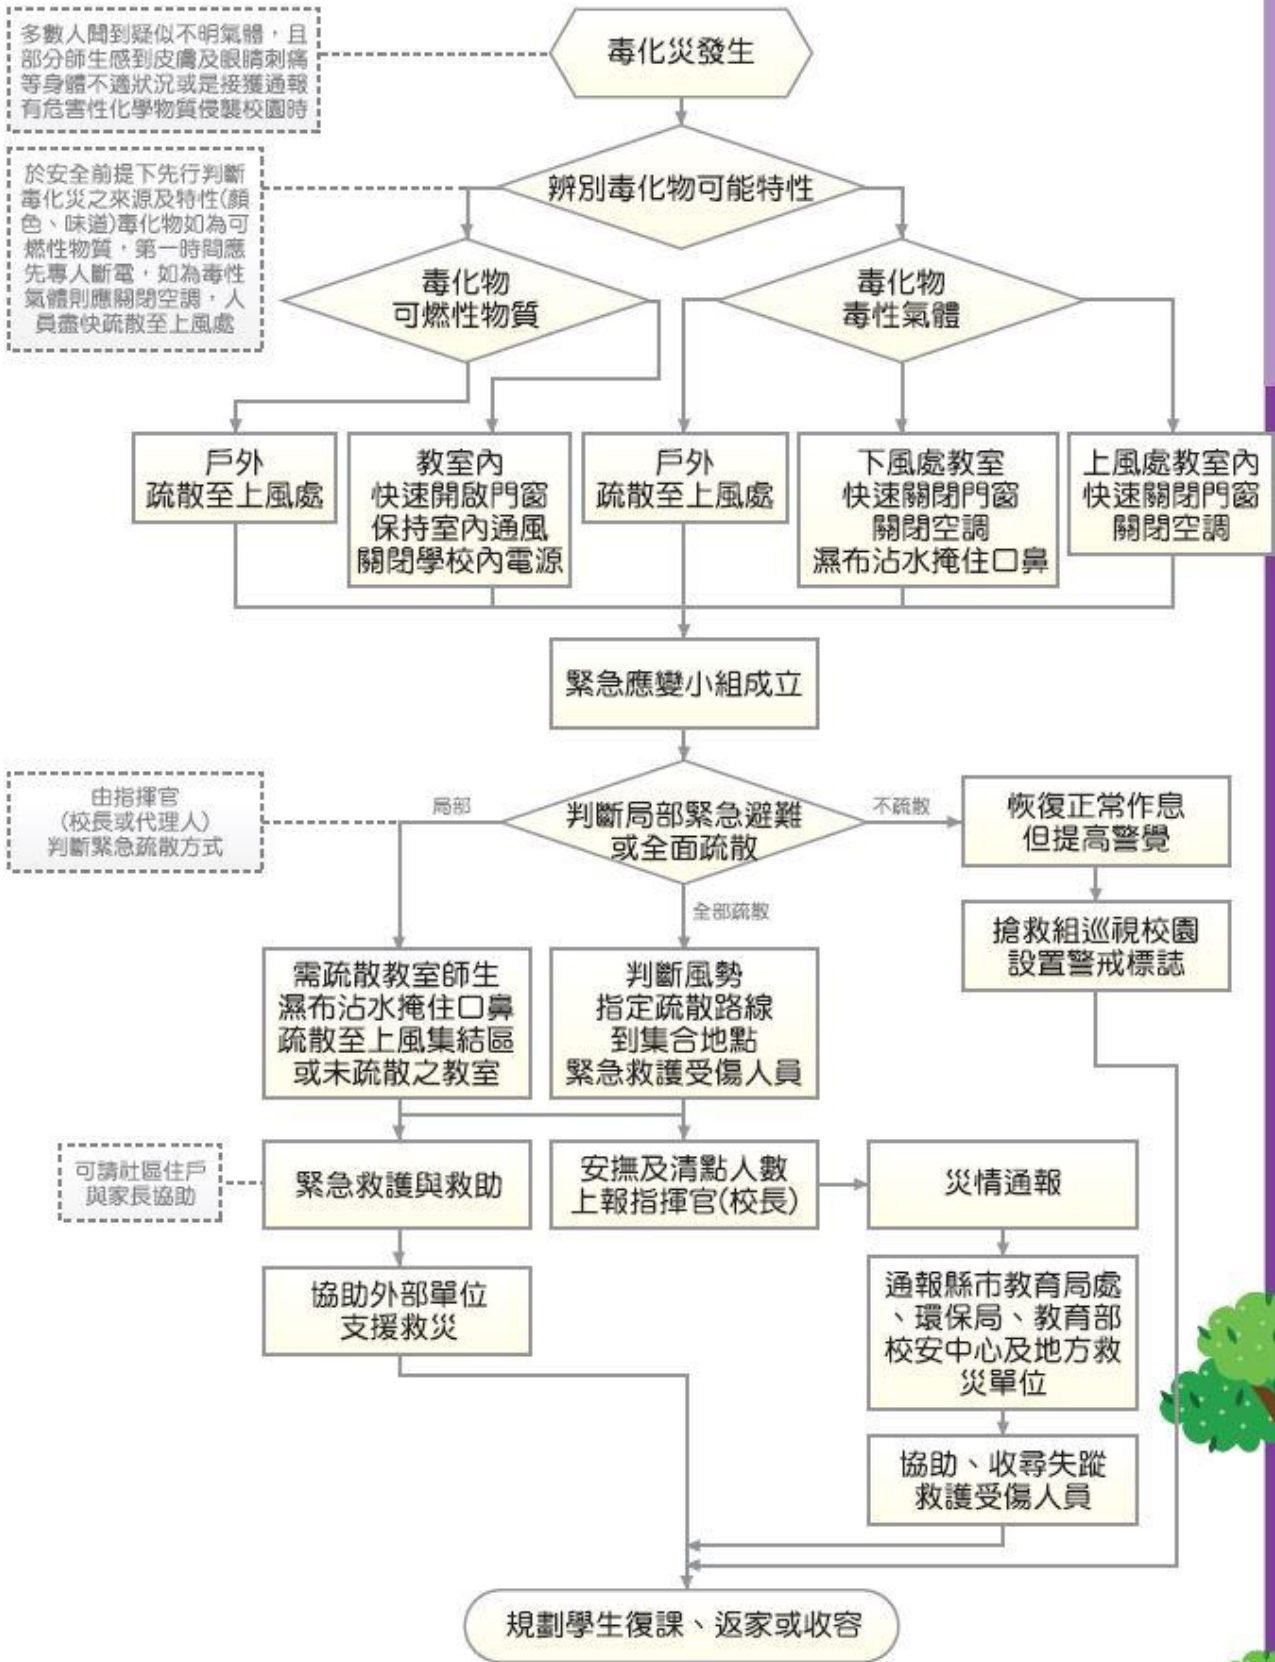 多數人聞到疑似不明氣體，且
部分師生感到皮膚及眼睛刺痛
等身體不適狀況或是接獲通報
有危害性化學物質侵襲校園時
毒化災發生
於安全前提下先行判斷
毒化災之來源及特性(顏
色、味道)毒化物如為可
燃性物質，第一時間應
先專人斷電，如為毒性
氣體則應關閉空調，人
員盡快疏散至上風處
辨別毒化物可能特性
毒化物
可燃性物質
毒化物
毒性氣體
戶外
疏散至上風處
教室內
快速開啟門窗
保持室內通風
關閉學校內電源
戶外
疏散至上風處
下風處教室
快速關閉門窗
關閉空調
濕布沾水掩住口鼻
上風處教室內
快速關閉門窗
關閉空調
緊急應變小組成立
由指揮官
(校長或代理人)
判斷緊急疏散方式
局部
判斷局部緊急避難
或全面疏散
不疏散
恢復正常作息
但提高警覺
全部疏散
搶救組巡視校園
設置警戒標誌
需疏散教室師生
濕布沾水掩住口鼻
疏散至上風集結區
或未疏散之教室
判斷風勢
指定疏散路線
到集合地點
緊急救護受傷人員
可請社區住戶
與家長協助
緊急救護與救助
安撫及清點人數
上報指揮官(校長)
災情通報
協助外部單位
支援救災
通報縣市教育局處
、環保局、教育部
校安中心及地方救
災單位
協助、收尋失蹤
救護受傷人員
規劃學生復課、返家或收容